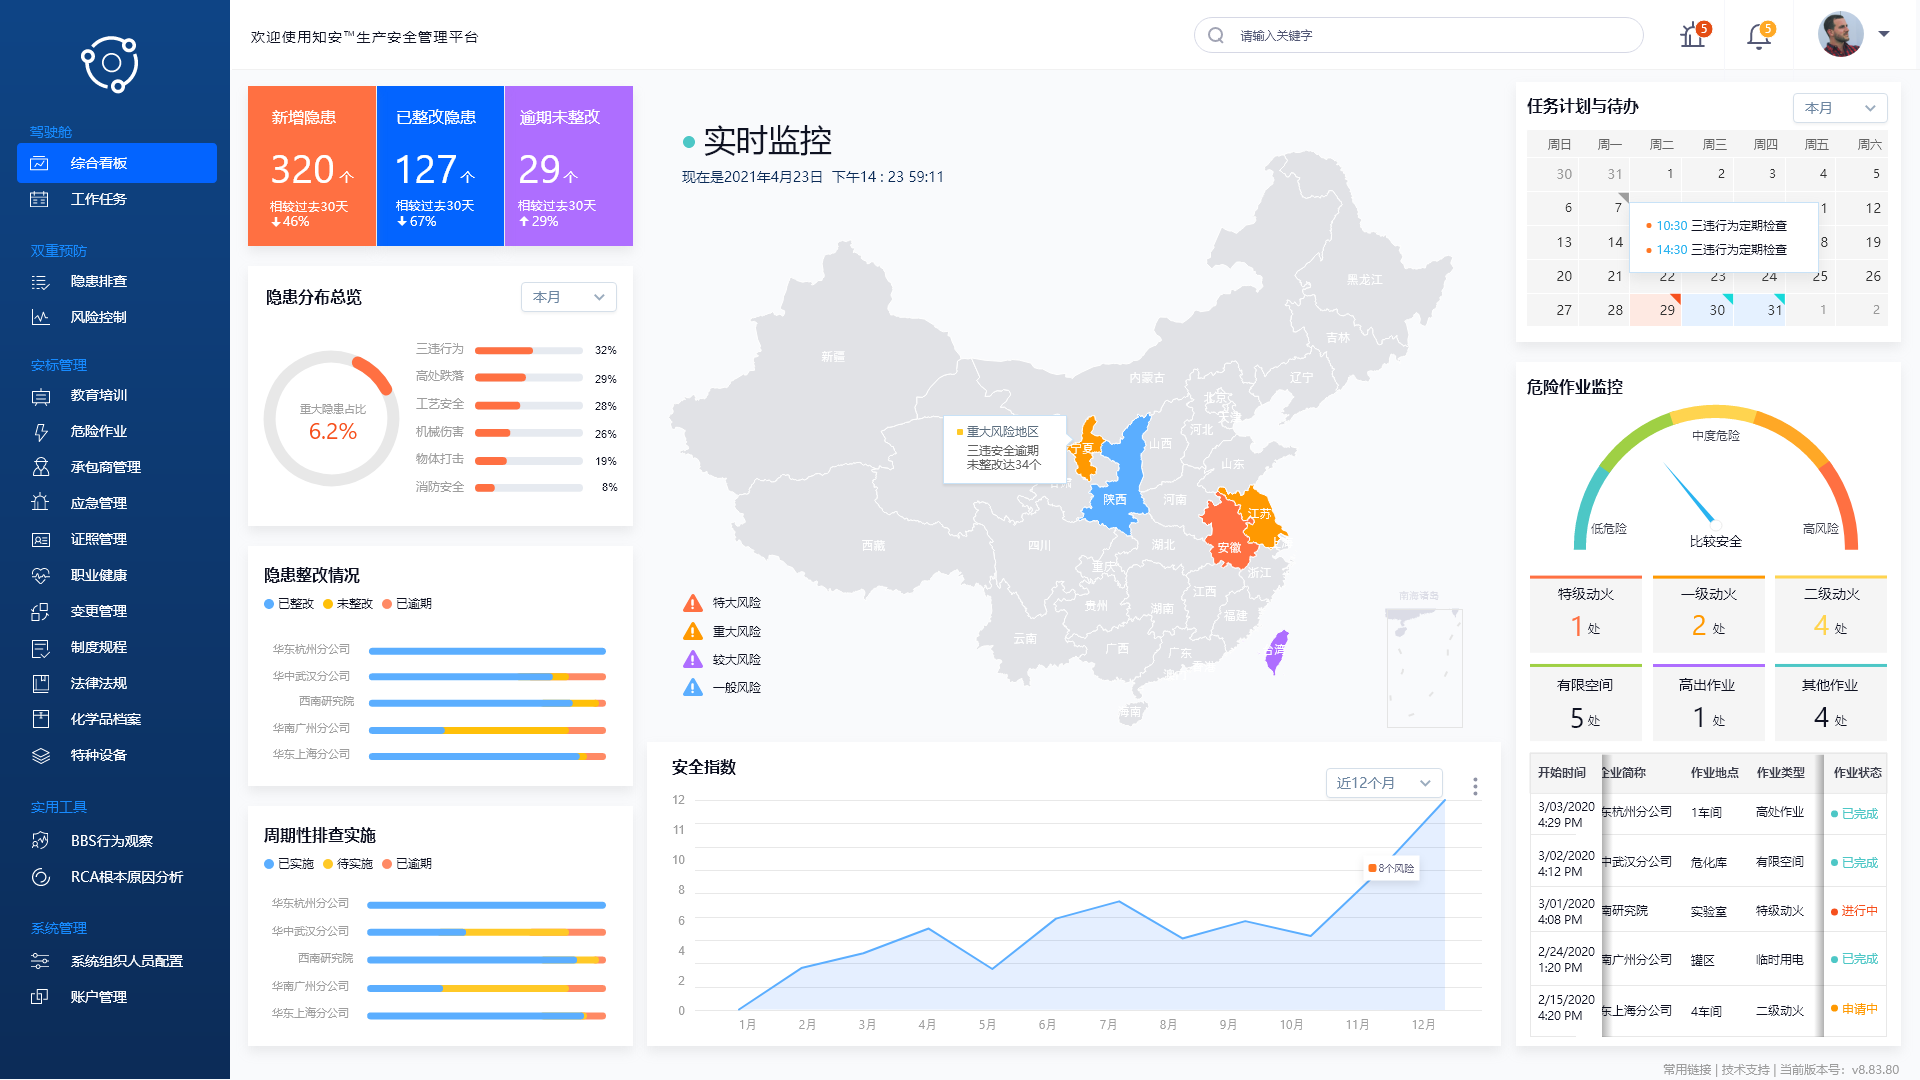 欢迎使用知安™生产安全管理平台
请输入关键字
5
5
驾驶舱
综合看板
工作任务
双重预防
隐患排查
风险控制
安标管理
教育培训
危险作业
承包商管理
应急管理
证照管理
职业健康
变更管理
制度规程
法律法规
化学品档案
特种设备
实用工具
BBS行为观察
RCA根本原因分析
系统管理
系统组织人员配置
账户管理
新增隐患
320个
相较过去30天
46%
已整改隐患
127个
相较过去30天
67%
逾期未整改
29个
相较过去30天
29%
隐患分布总览
本月
重大隐患占比
6.2%
三违行为 32%
高处跌落 29%
工艺安全 28%
机械伤害 26%
物体打击 19%
消防安全 8%
隐患整改情况
已整改 未整改 已逾期
华东杭州分公司
华中武汉分公司
西南研究院
华南广州分公司
华东上海分公司
周期性排查实施
已实施 待实施 已逾期
华东杭州分公司
华中武汉分公司
西南研究院
华南广州分公司
华东上海分公司
实时监控
现在是2021年4月23日 下午14 : 23 59:11
黑龙江
吉林
新疆
内蒙古
辽宁
北京
天津
河北
山西
宁夏
山东
陕西
河南
江苏
西藏
四川
湖北
安徽
重庆
浙江
江西
贵州
湖南
福建
云南
广西
广东
台湾
海南
南海诸岛
重大风险地区
三违安全逾期
未整改达34个
特大风险
重大风险
较大风险
一般风险
安全指数
近12个月
12
11
10
8
6
4
2
0
8个风险
1月 2月 3月 4月 5月 6月 7月 8月 9月 10月 11月 12月
任务计划与待办
本月
周日 周一 周二 周三 周四 周五 周六
30 31 1 2 3 4 5
6 7 1 12
13 14 8 19
20 21 22 23 24 25 26
27 28 29 30 31 1 2
10:30 三违行为定期检查
14:30 三违行为定期检查
危险作业监控
中度危险
低危险
高风险
比较安全
特级动火
1 处
一级动火
2 处
二级动火
4 处
有限空间
5 处
高出作业
1 处
其他作业
4 处
开始时间 企业简称 作业地点 作业类型 作业状态
3/03/2020
4:29 PM
东杭州分公司 1车间 高处作业 已完成
3/02/2020
4:12 PM
中武汉分公司 危化库 有限空间 已完成
3/01/2020
4:08 PM
南研究院 实验室 特级动火 进行中
2/24/2020
1:20 PM
南广州分公司 罐区 临时用电 已完成
2/15/2020
4:20 PM
东上海分公司 4车间 二级动火 申请中
常用链接 | 技术支持 | 当前版本号：v8.83.80